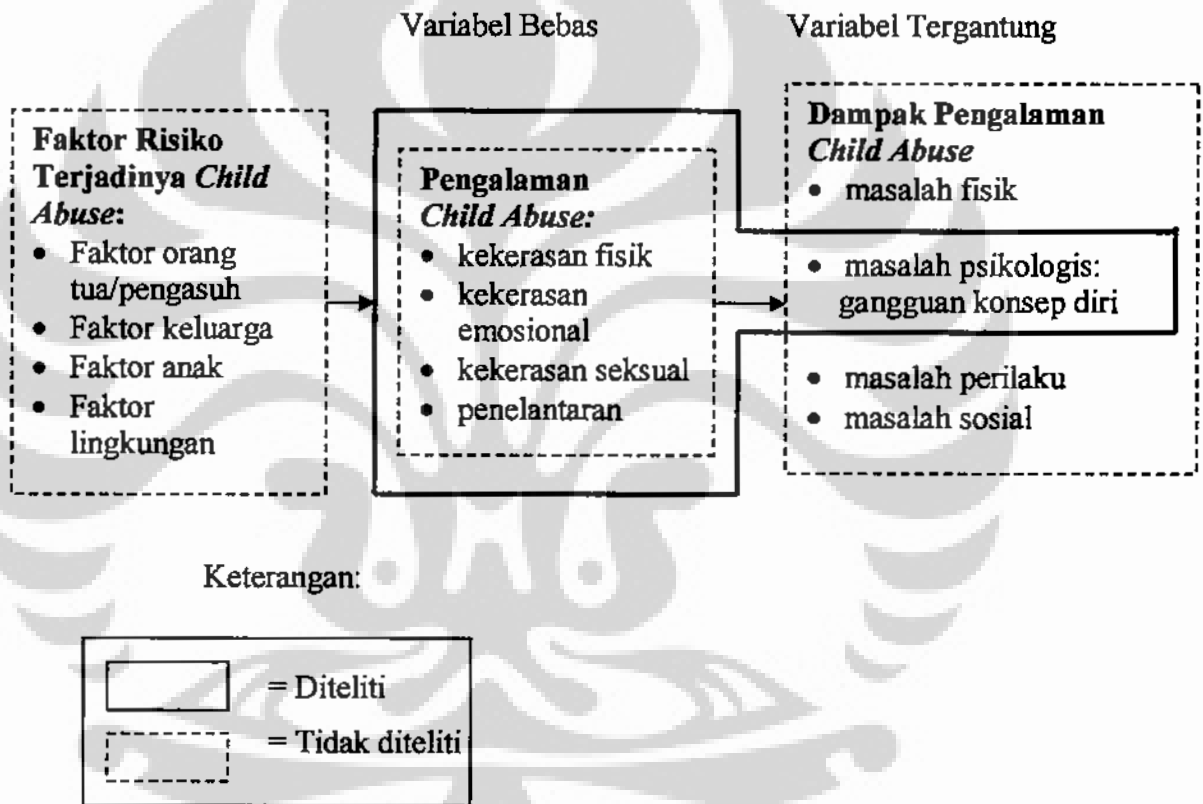 Variabel Bebas
Variabel Tergantung
Faktor Risiko
Terjadinya Child
Abuse:
• Faktor orang
tua/pengasuh
• Faktor keluarga
• Faktor anak
• Faktor
lingkungan
Pengalaman
Child Abuse:
• kekerasan fisik
• kekerasan
emosional
• kekerasan seksual
• penelantaran
Dampak Pengalaman
Child Abuse
• masalah fisik
• masalah psikologis:
gangguan konsep diri
• masalah perilaku
• masalah sosial
Keterangan:
= Diteliti
= Tidak diteliti